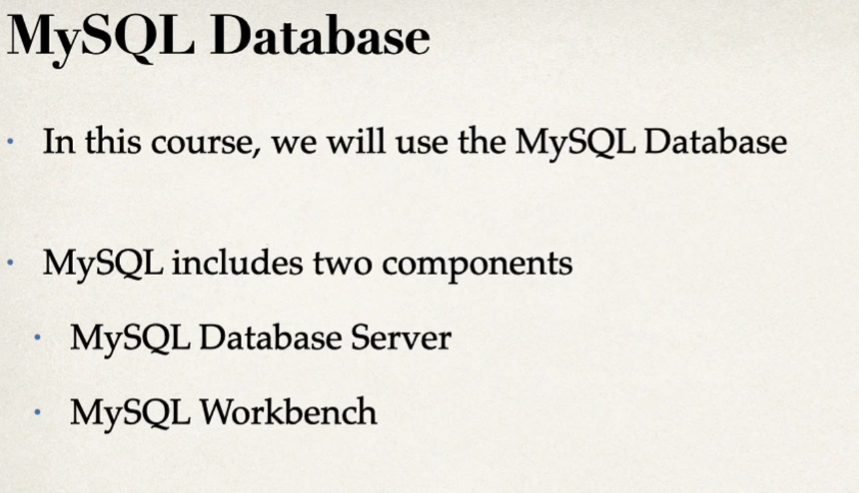 MySQL Database
• In this course, we will use the MySQL Database
• MySQL includes two components
• MySQL Database Server
• MySQL Workbench